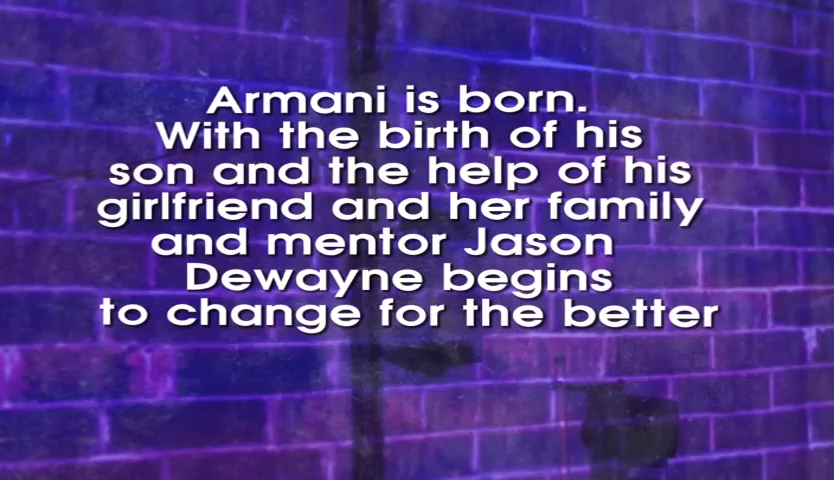 Armani is born.
With the birth of his
son and the help of his
girlfriend and her family
and mentor Jason
Dewayne begins
to change for the better